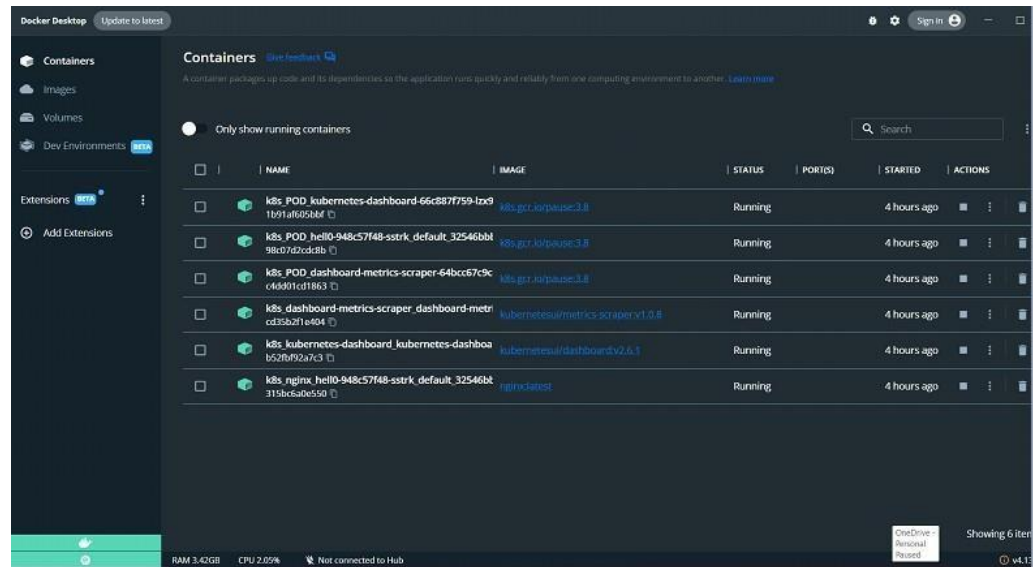 Docker Desktop Update to latest Sign in
Containers
Images
Volumes
Dev Environments BETA
Extensions BETA
Add Extensions
Containers Give feedback
A container packages up code and its dependencies so the application runs quickly and reliably from one computing environment to another. Learn more
Only show running containers Search
NAME IMAGE STATUS PORT(S) STARTED ACTIONS
k8s_POD_kubernetes-dashboard-66c887f759-lzx9 k8s.gcr.io/pause:3.8 Running 4 hours ago
1b91af605bbf
k8s_POD_hell0-948c57f48-sstrk_default_32546bbl k8s.gcr.io/pause:3.8 Running 4 hours ago
98c07d2cdc8b
k8s_POD_dashboard-metrics-scraper-64bcc67c9c k8s.gcr.io/pause:3.8 Running 4 hours ago
c4dd01cd1863
k8s_dashboard-metrics-scraper_dashboard-metri kubernetesui/metrics-scraper:v1.0.8 Running 4 hours ago
cd35b2f1e404
k8s_kubernetes-dashboard_kubernetes-dashboa kubernetesui/dashboard:v2.6.1 Running 4 hours ago
b52fbf92a7c3
k8s_nginx_hell0-948c57f48-sstrk_default_32546bb nginx:latest Running 4 hours ago
315bc6a0e550
OneDrive -
Personal
Paused
Showing 6 item
RAM 3.42GB CPU 2.05% Not connected to Hub v4.13